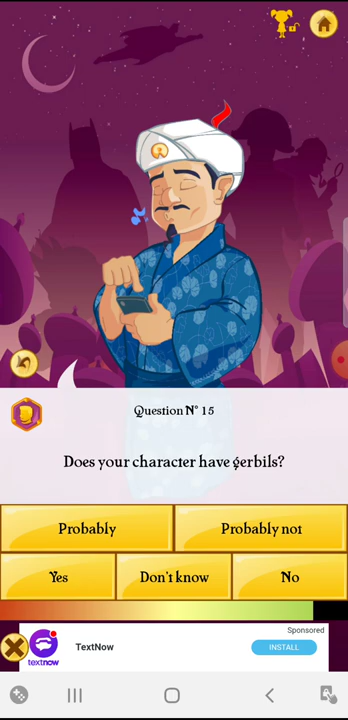 Question N° 15
Does your character have gerbils?
Probably
Probably not
Yes
Don't know
No
Sponsored
textnow
TextNow
INSTALL